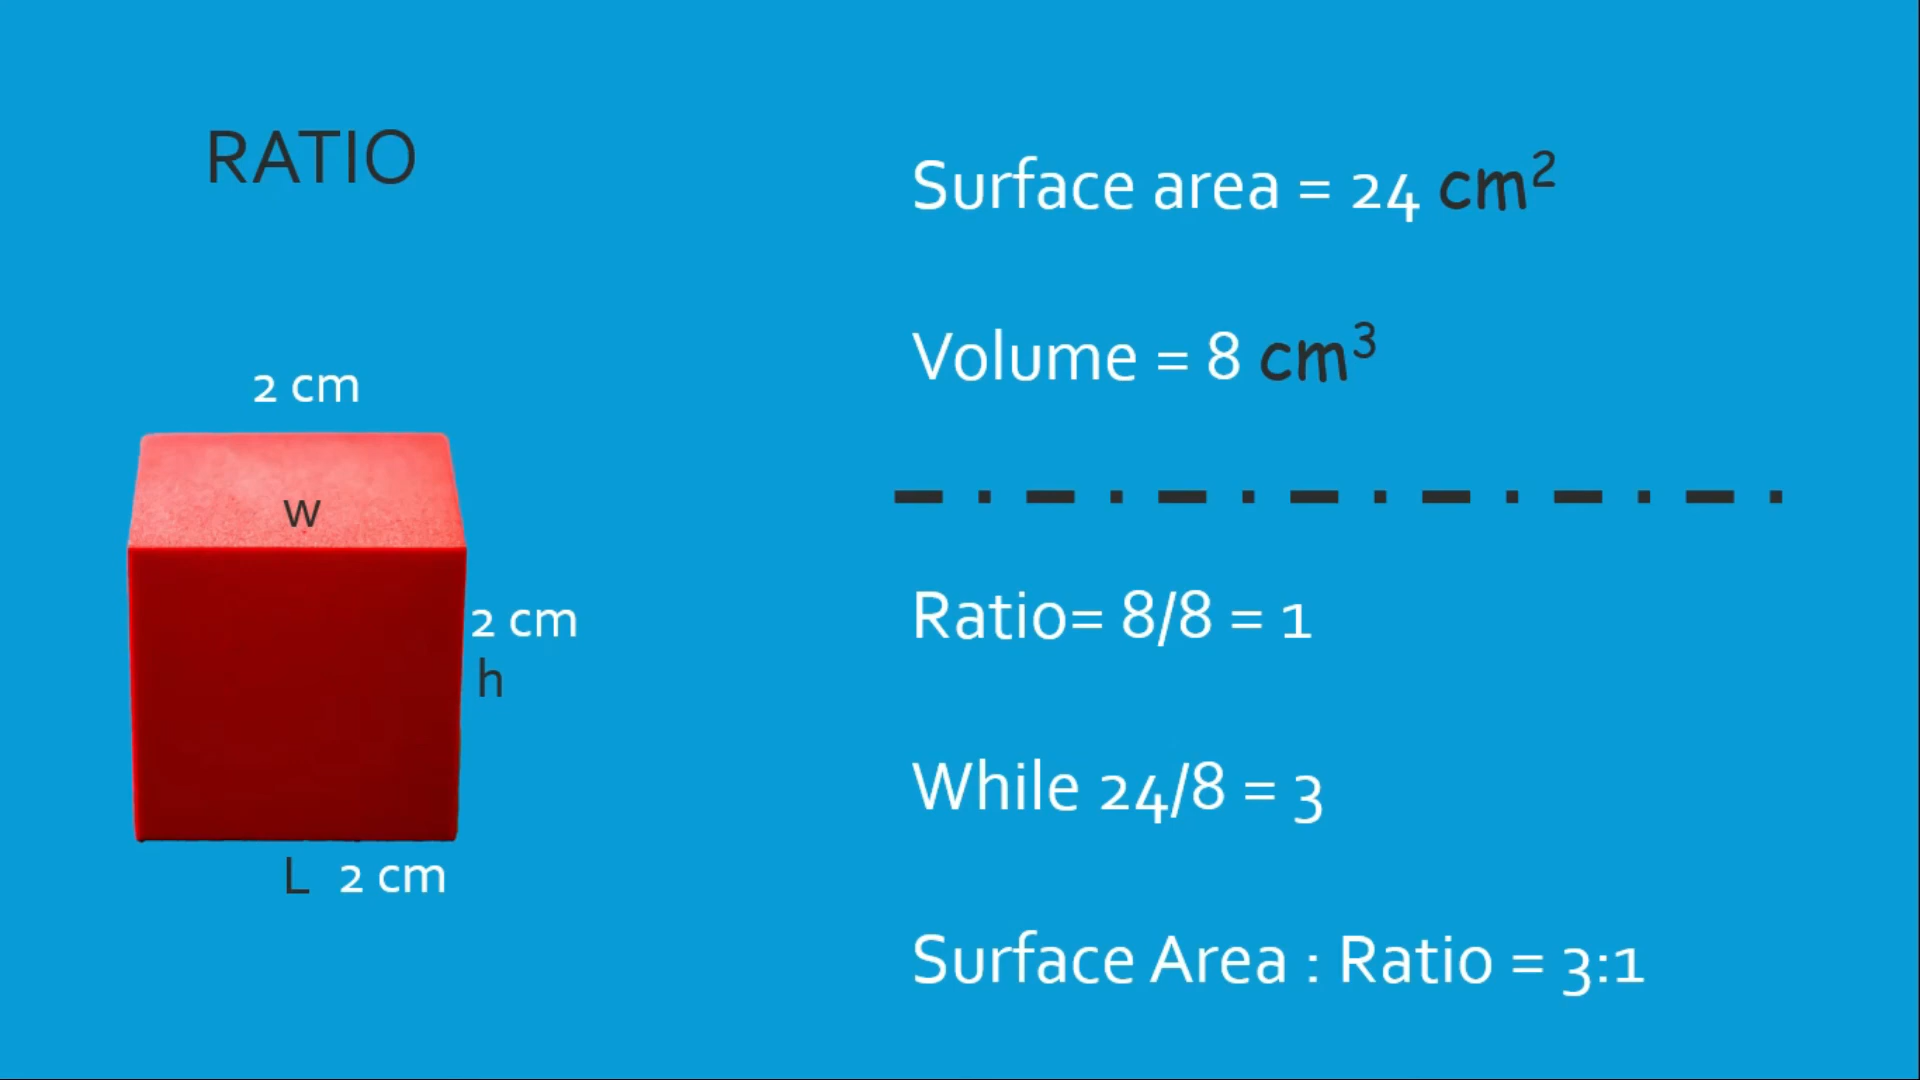 RATIO
2 cm
w
2 cm
h
L 2 cm
Surface area = 24 cm²
Volume = 8 cm³
Ratio= 8/8 = 1
While 24/8 = 3
Surface Area : Ratio = 3:1